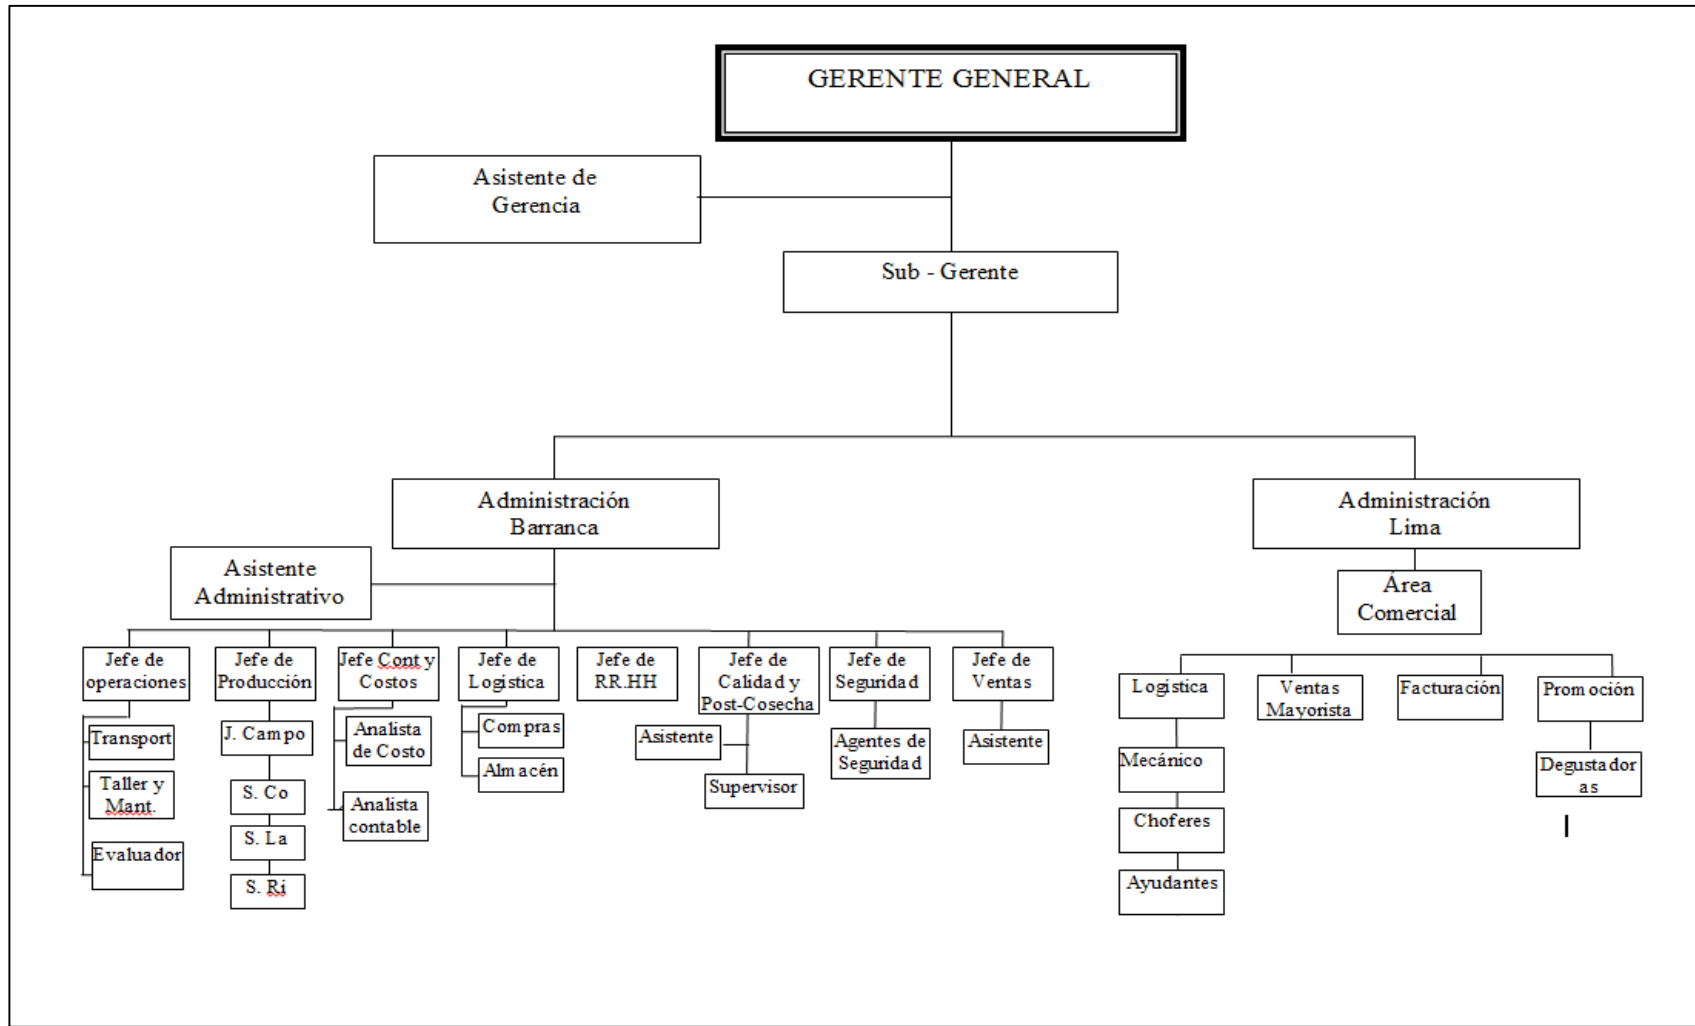 GERENTE GENERAL
Asistente de
Gerencia
Sub - Gerente
Administración
Barranca
Administración
Lima
Asistente
Administrativo
Área
Comercial
Jefe de
operaciones
Jefe de
Producción
Jefe Cont y
Costos
Jefe de
Logística
Jefe de
RR.HH
Jefe de
Calidad y
Post-Cosecha
Jefe de
Seguridad
Jefe de
Ventas
Logística
Ventas
Mayorista
Facturación
Promoción
Transport
Taller y
Mant.
Evaluador
J. Campo
S. Co
S. La
S. Ri
Analista
de Costo
Analista
contable
Compras
Almacén
Asistente
Supervisor
Agentes de
Seguridad
Asistente
Mecánico
Choferes
Ayudantes
Degustador
as